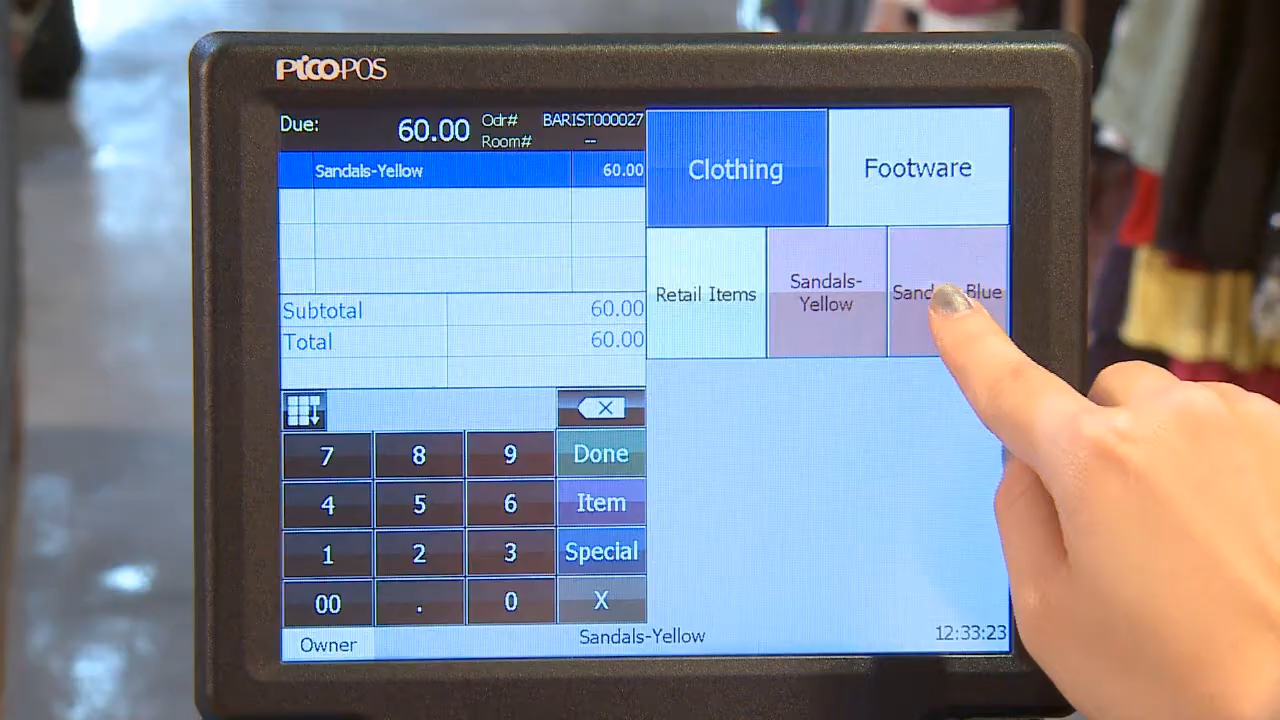 PiCOPOS
Due: 60.00 Odr# BARIST000027
Room# --
Sandals-Yellow 60.00
Subtotal 60.00
Total 60.00
Clothing Footware
Retail Items
Sandals-
Yellow
Blue
7 8 9 Done
4 5 6 Item
1 2 3 Special
00 . 0 X
Owner Sandals-Yellow 12:33:23